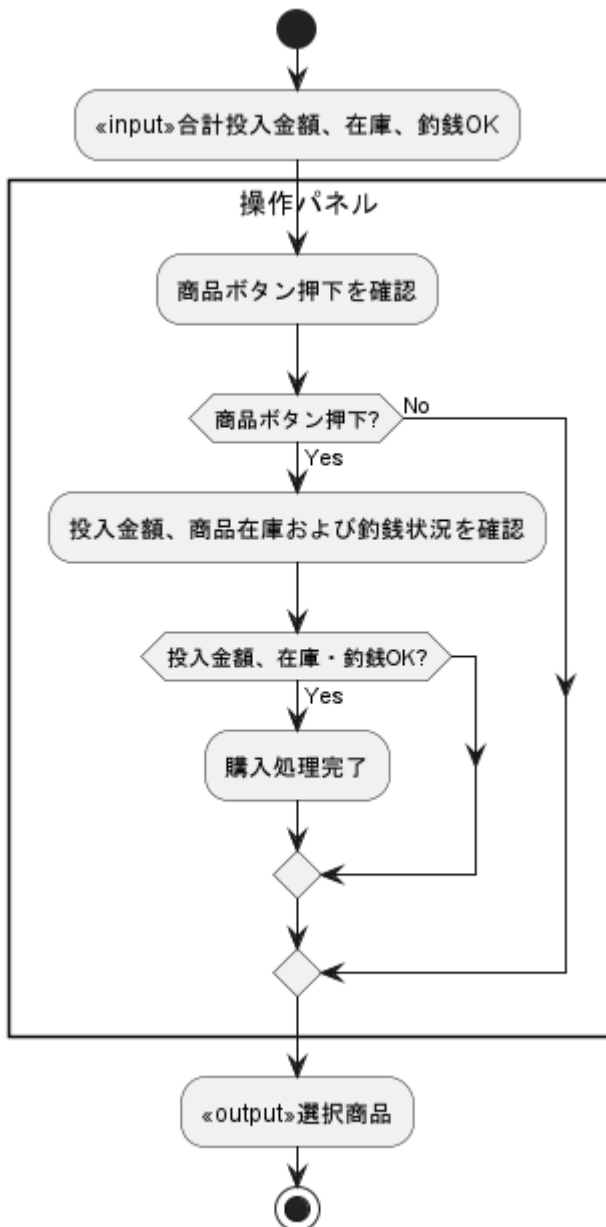 «input»合計投入金額、在庫、釣銭OK
操作パネル
商品ボタン押下を確認
商品ボタン押下?
No
Yes
投入金額、商品在庫および釣銭状況を確認
投入金額、在庫・釣銭OK?
Yes
購入処理完了
«output»選択商品